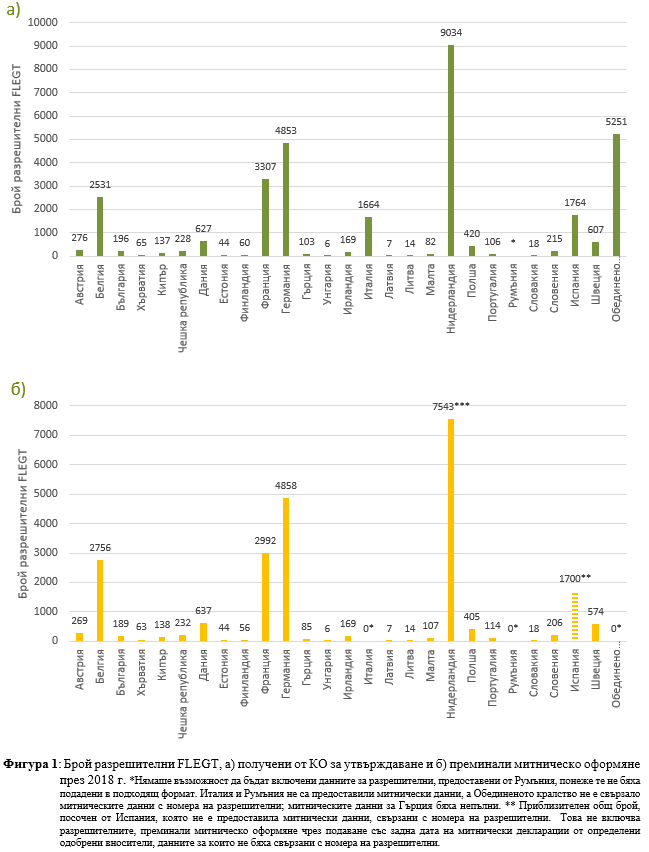 а)
Брой разрешителни FLEGT
10000
9000
8000
7000
6000
5000
4000
3000
2000
1000
0
276
2531
196
65
137
228
627
44
60
3307
4853
103
6
169
1664
7
14
82
9034
420
106
*
18
215
1764
607
5251
Австрия
Белгия
България
Хърватия
Кипър
Чешка република
Дания
Естония
Финландия
Франция
Германия
Гърция
Унгария
Ирландия
Италия
Латвия
Литва
Малта
Нидерландия
Полша
Португалия
Румъния
Словакия
Словения
Испания
Швеция
Обединено...
б)
Брой разрешителни FLEGT
8000
7000
6000
5000
4000
3000
2000
1000
0
269
2756
189
63
138
232
637
44
56
2992
4858
85
6
169
0*
7
14
107
7543***
405
114
0*
18
206
1700**
574
0*
Австрия
Белгия
България
Хърватия
Кипър
Чешка република
Дания
Естония
Финландия
Франция
Германия
Гърция
Унгария
Ирландия
Италия
Латвия
Литва
Малта
Нидерландия
Полша
Португалия
Румъния
Словакия
Словения
Испания
Швеция
Обединено...
Фигура 1: Брой разрешителни FLEGT, а) получени от КО за утвърждаване и б) преминали митническо оформяне
през 2018 г. *Нямаше възможност да бъдат включени данните за разрешителни, предоставени от Румъния, понеже те не бяха
подадени в подходящ формат. Италия и Румъния не са предоставили митнически данни, а Обединеното кралство не е свързало
митническите данни с номера на разрешителни; митническите данни за Гърция бяха непълни. ** Приблизителен общ брой,
посочен от Испания, която не е предоставила митнически данни, свързани с номера на разрешителни. Това не включва
разрешителните, преминали митническо оформяне чрез подаване със задна дата на митнически декларации от определени
одобрени вносители, данните за които не бяха свързани с номера на разрешителни.